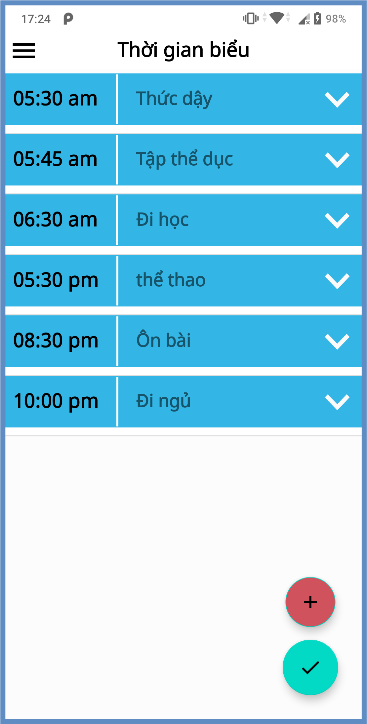 17:24 98%
Thời gian biểu
05:30 am Thức dậy
05:45 am Tập thể dục
06:30 am Đi học
05:30 pm thể thao
08:30 pm Ôn bài
10:00 pm Đi ngủ